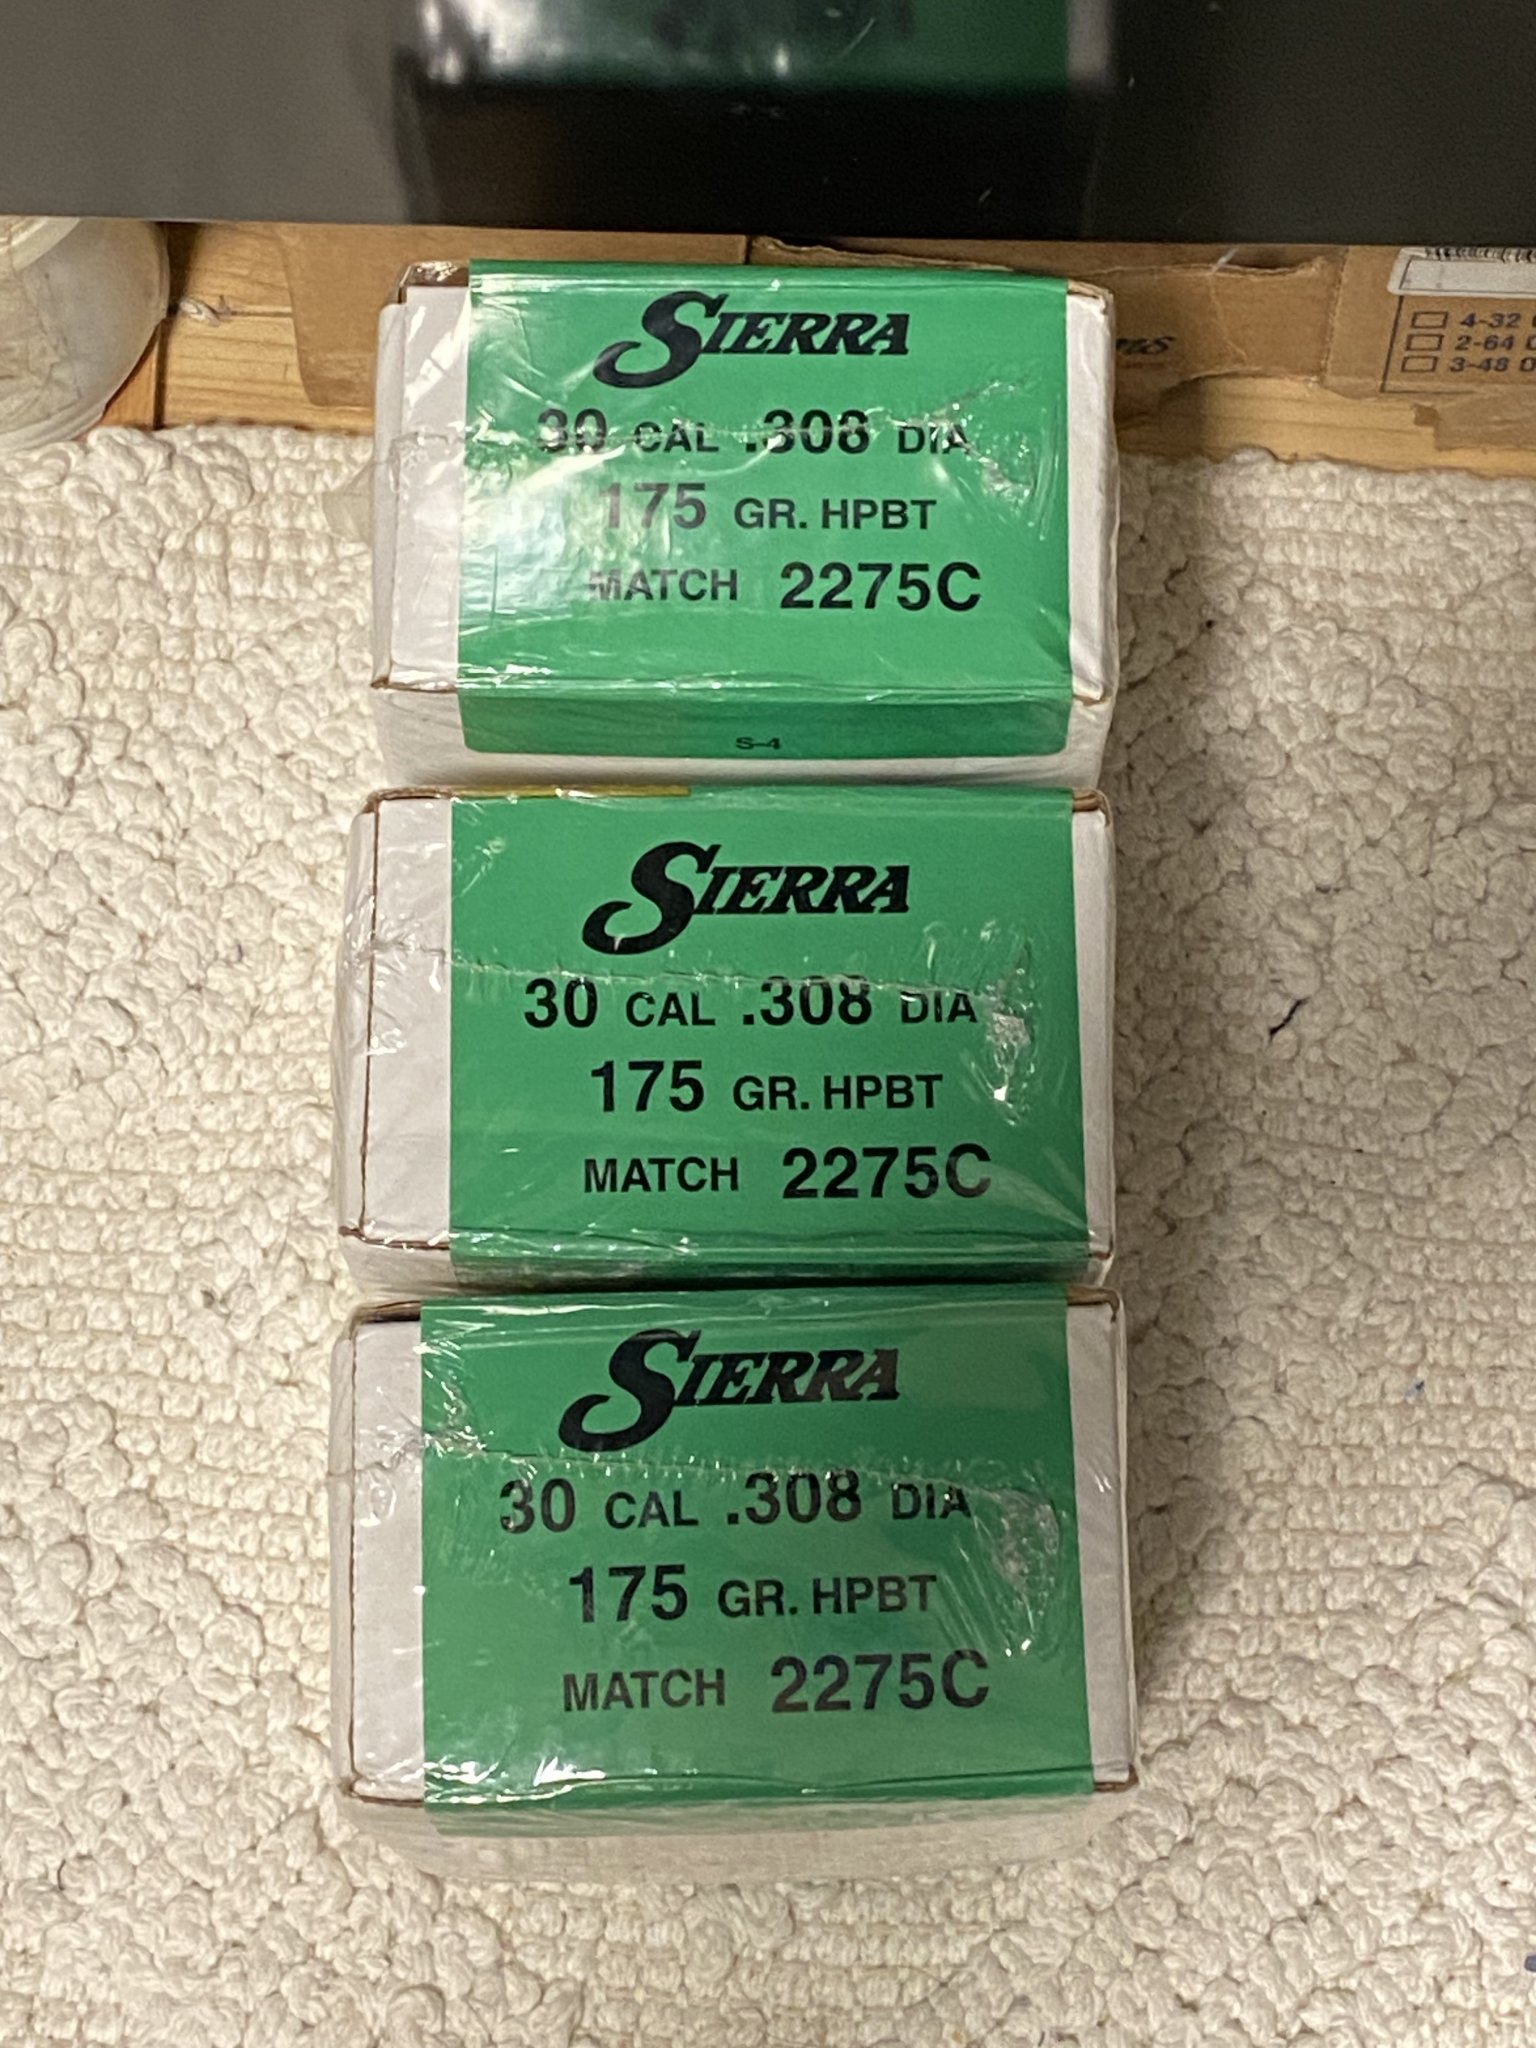 4-32
2-64
3-48
SIERRA
30 CAL .308 DIA
175 GR. HPBT
MATCH 2275C
S-4
SIERRA
30 CAL .308 DIA
175 GR. HPBT
MATCH 2275C
SIERRA
30 CAL .308 DIA
175 GR. HPBT
MATCH 2275C